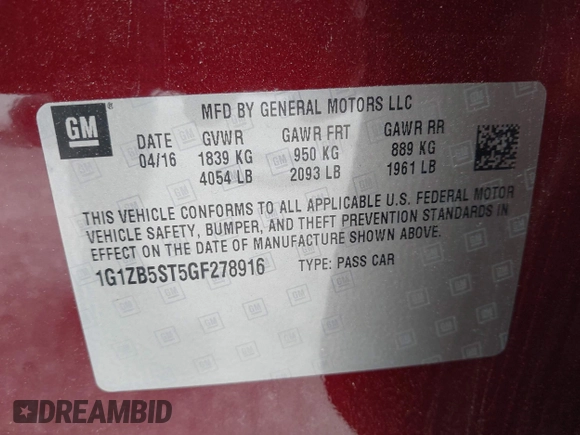 GM ®
MFD BY GENERAL MOTORS LLC
DATE GVWR GAWR FRT GAWR RR
04/16 1839 KG 950 KG 889 KG
4054 LB 2093 LB 1961 LB
THIS VEHICLE CONFORMS TO ALL APPLICABLE U.S. FEDERAL MOTOR
VEHICLE SAFETY, BUMPER, AND THEFT PREVENTION STANDARDS IN
EFFECT ON THE DATE OF MANUFACTURE SHOWN ABOVE.
1G1ZB5ST5GF278916 TYPE: PASS CAR
DREAMBID